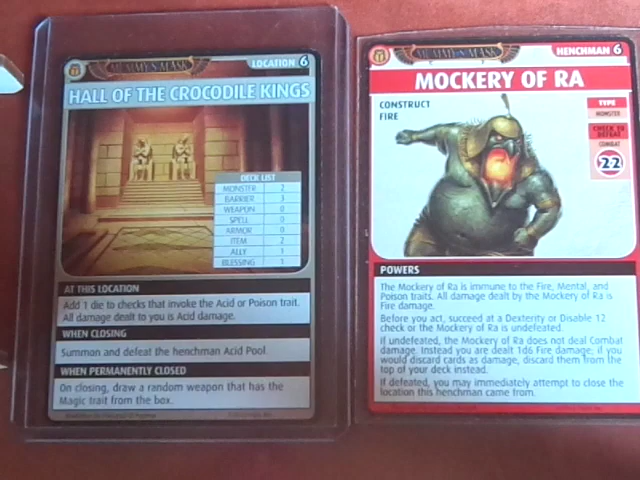 MUMMY'S MASK
LOCATION 6
HALL OF THE CROCODILE KINGS
DECK LIST
MONSTER 2
BARRIER 3
WEAPON 0
SPELL 0
ARMOR 0
ITEM 2
ALLY 1
BLESSING 1
AT THIS LOCATION
Add 1 die to checks that invoke the Acid or Poison trait.
All damage dealt to you is Acid damage.
WHEN CLOSING
Summon and defeat the henchman Acid Pool.
WHEN PERMANENTLY CLOSED
On closing, draw a random weapon that has the
Magic trait from the box.
MUMMY'S MASK
HENCHMAN 6
MOCKERY OF RA
CONSTRUCT
FIRE
TYPE
MONSTER
CHECK TO
DEFEAT
COMBAT
22
POWERS
The Mockery of Ra is immune to the Fire, Mental, and
Poison traits. All damage dealt by the Mockery of Ra is
Fire damage.
Before you act, succeed at a Dexterity or Disable 12
check or the Mockery of Ra is undefeated.
If undefeated, the Mockery of Ra does not deal Combat
damage. Instead you are dealt 1d6 Fire damage; if you
would discard cards as damage, discard them from the
top of your deck instead.
If defeated, you may immediately attempt to close the
location this henchman came from.